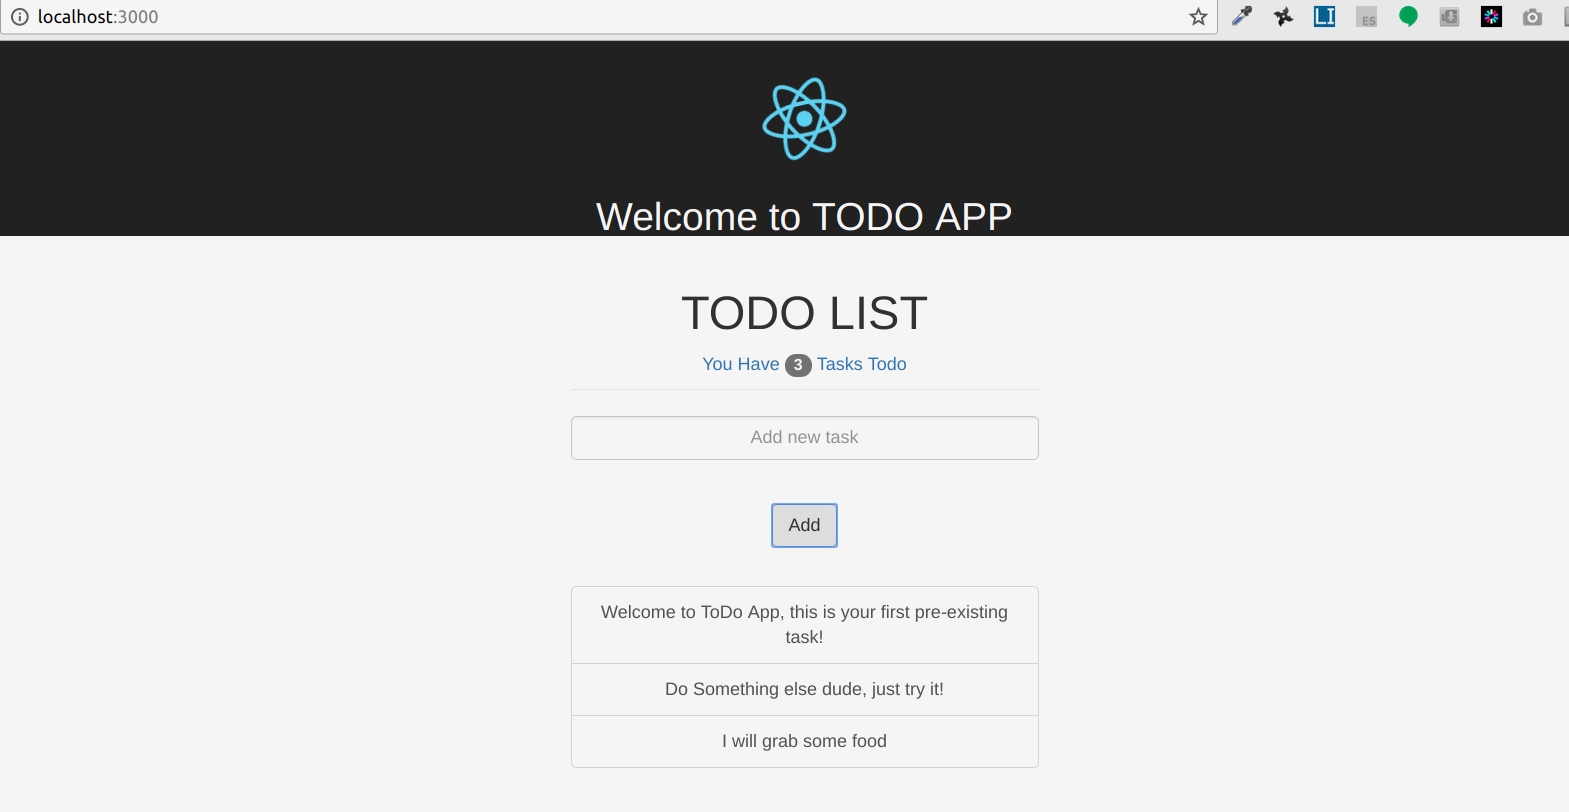 localhost:3000
LI
ES
Welcome to TODO APP
TODO LIST
You Have 3 Tasks Todo
Add new task
Add
Welcome to ToDo App, this is your first pre-existing
task!
Do Something else dude, just try it!
I will grab some food